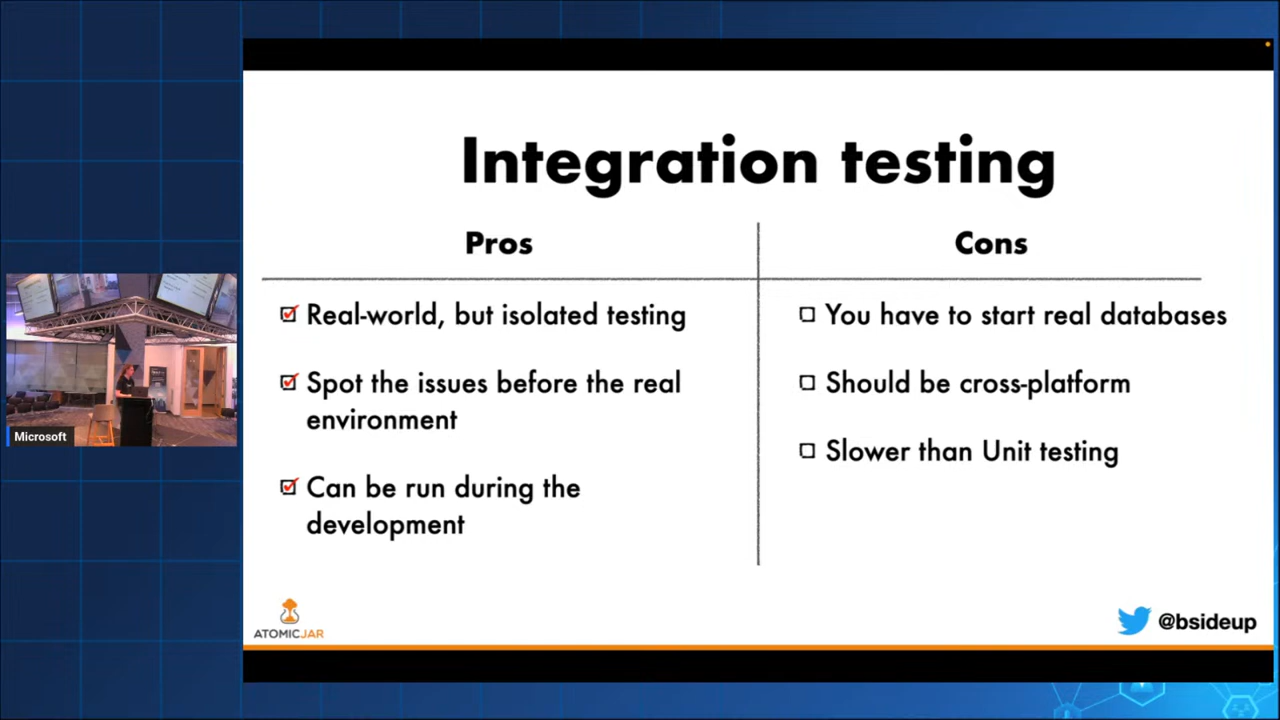 Integration testing
Pros
Cons
Real-world, but isolated testing
Spot the issues before the real
environment
Can be run during the
development
You have to start real databases
Should be cross-platform
Slower than Unit testing
Microsoft
ATOMICJAR
@bsideup